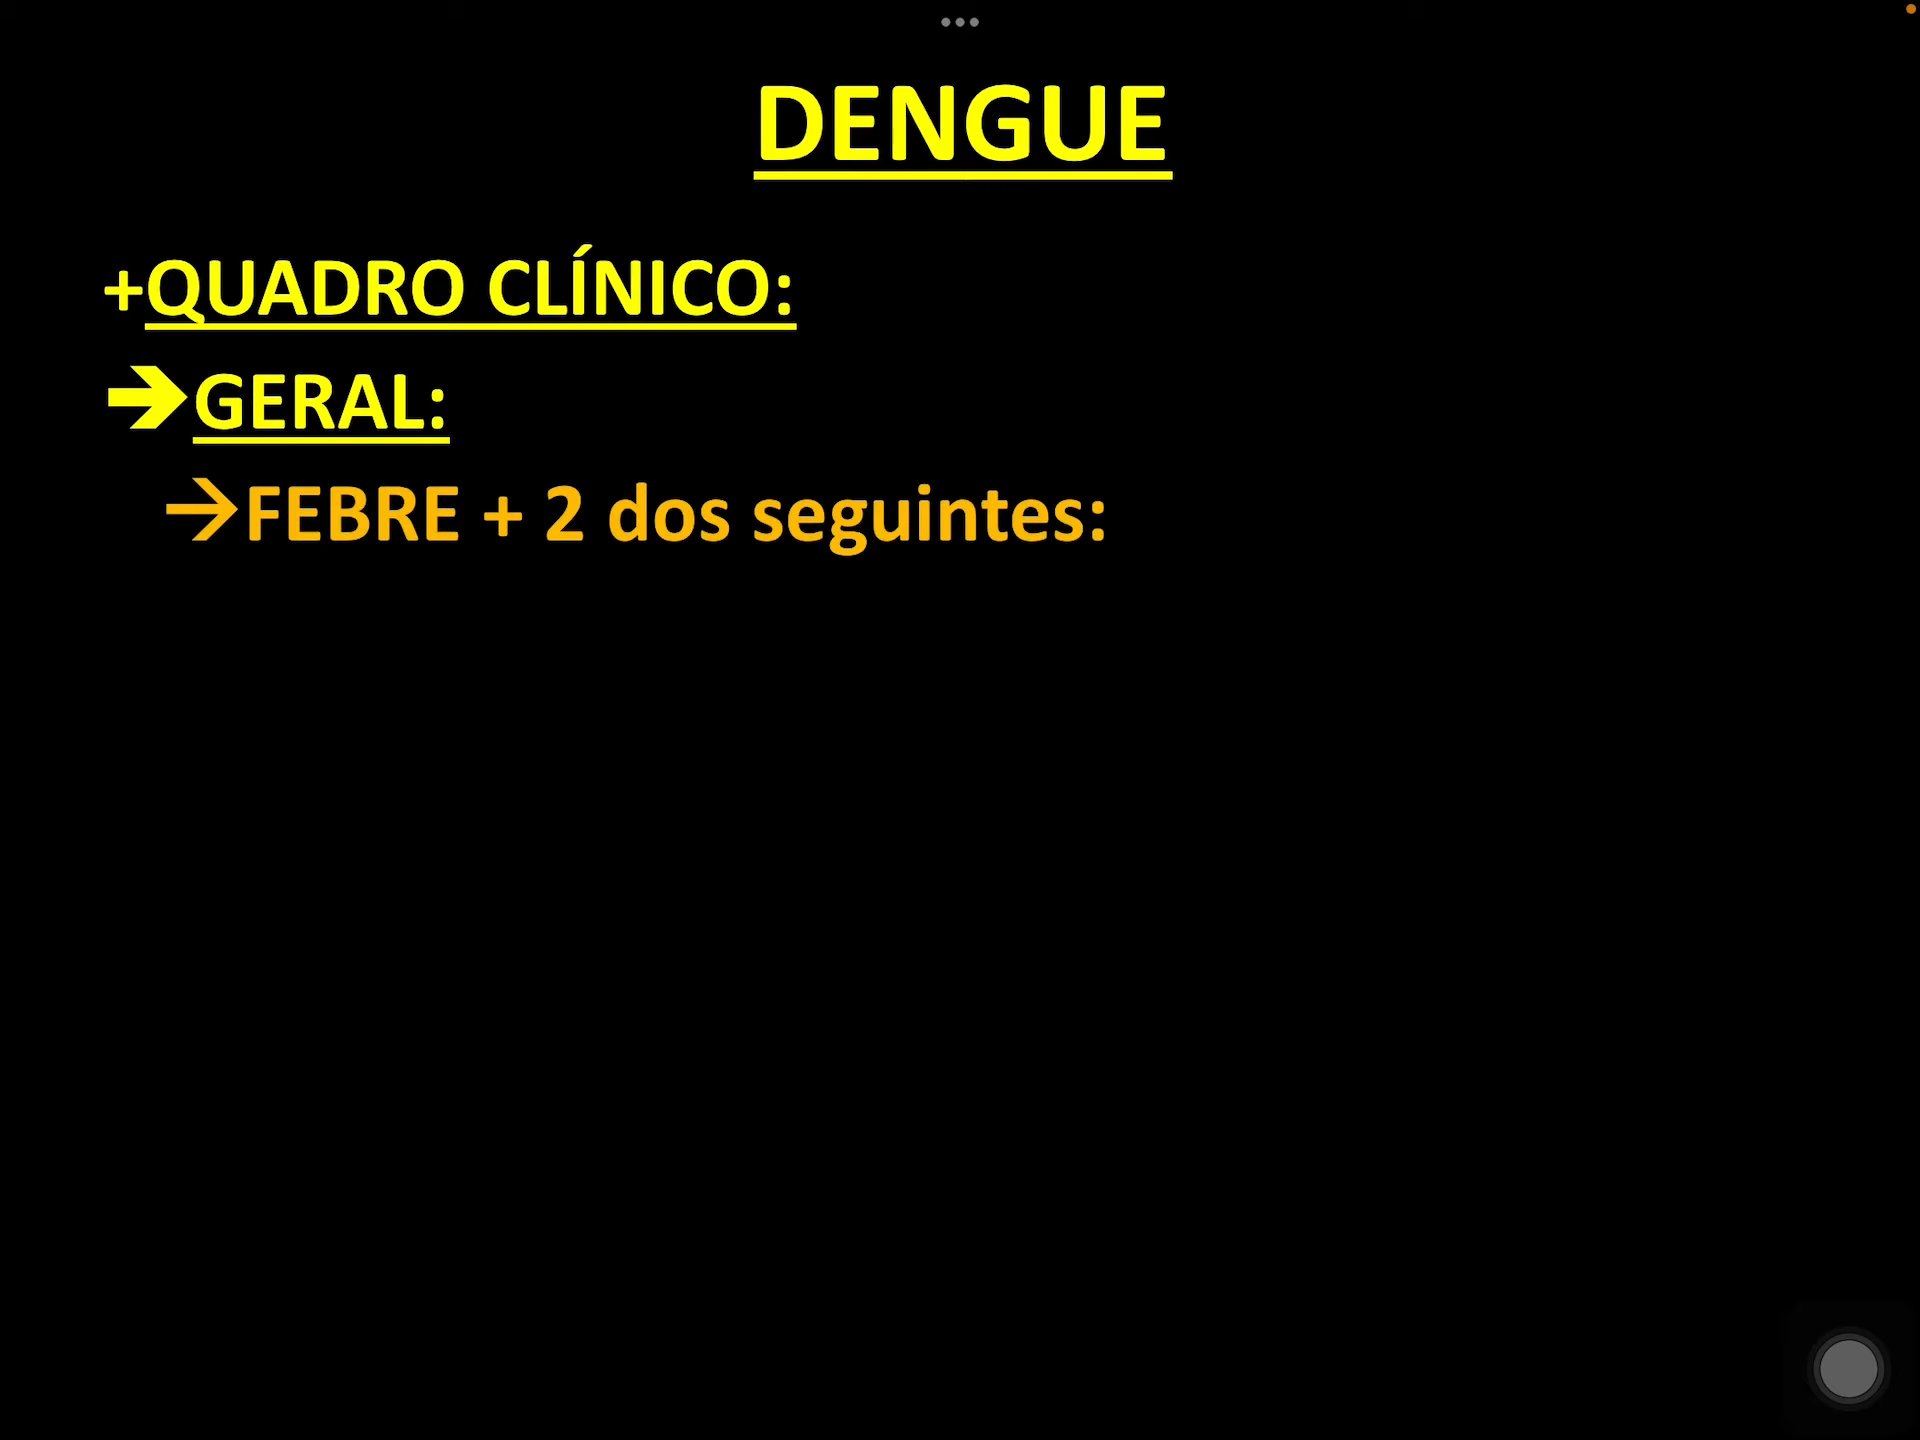 DENGUE
+QUADRO CLÍNICO:
➔GERAL:
→FEBRE + 2 dos seguintes: